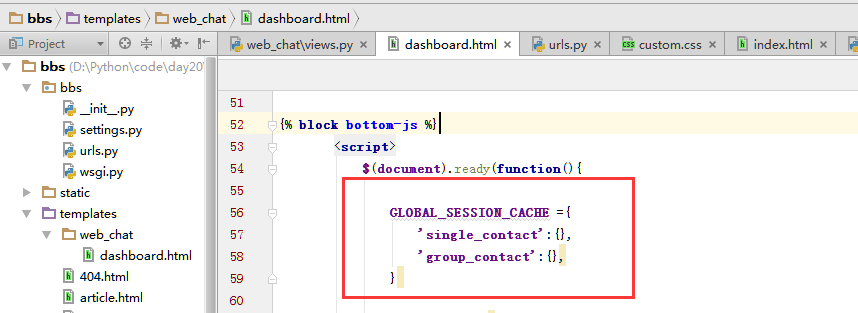 bbs templates web_chat dashboard.html
Project web_chat\views.py dashboard.html urls.py custom.css index.html
bbs (D:\Python\code\day20
bbs
__init__.py
settings.py
urls.py
wsgi.py
static
templates
web_chat
dashboard.html
404.html
article.html
51
52 {% block bottom-js %}
53 <script>
54 $(document).ready(function(){
55
56 GLOBAL_SESSION_CACHE ={
57 'single_contact':{},
58 'group_contact':{},
59 }
60